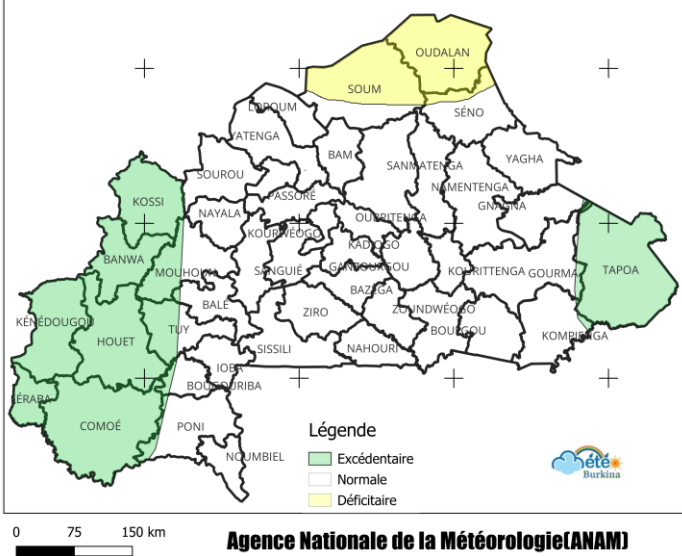 OUDALAN
SOUM
SÉNO
LOROUM
YATENGA
BAM
YAGHA
SANMATENGA
SOUROU
NAMENTENGA
KOSSI
PASSORÉ
GNAGNA
NAYALA
OUBRITENGA
KOURWÉOGO
KADIOGO
BANWA
MOUHOUN
SANGUIÉ
GANZOURGOU
KOURITTENGA
GOURMA
TAPOA
BAZÈGA
BALÉ
ZIRO
ZOUNDWÉOGO
KÉNÉDOUGOU
TUY
BOULGOU
HOUET
KOMPIENGA
SISSILI
NAHOURI
IOBA
BOUGOURIBA
LÉRABA
COMOÉ
PONI
NOUMBIEL
Légende
Excédentaire
Normale
Déficitaire
Météo
Burkina
0 75 150 km
Agence Nationale de la Météorologie(ANAM)